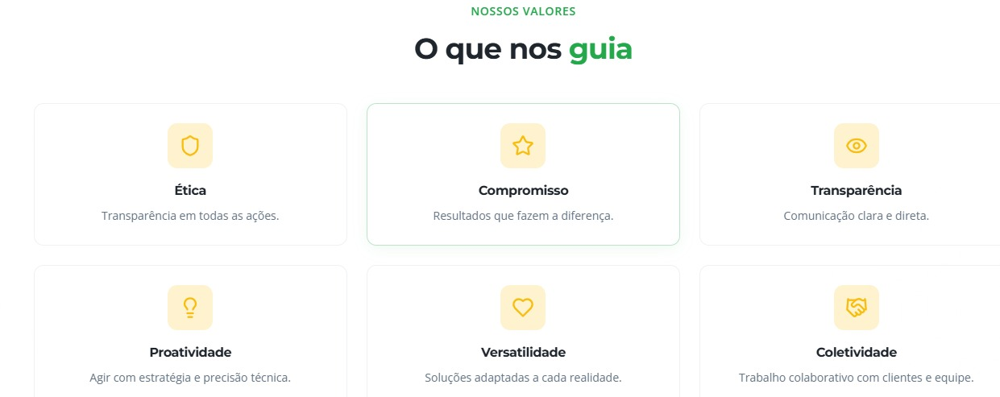 NOSSOS VALORES
O que nos guia
Ética
Transparência em todas as ações.
Compromisso
Resultados que fazem a diferença.
Transparência
Comunicação clara e direta.
Proatividade
Agir com estratégia e precisão técnica.
Versatilidade
Soluções adaptadas a cada realidade.
Coletividade
Trabalho colaborativo com clientes e equipe.